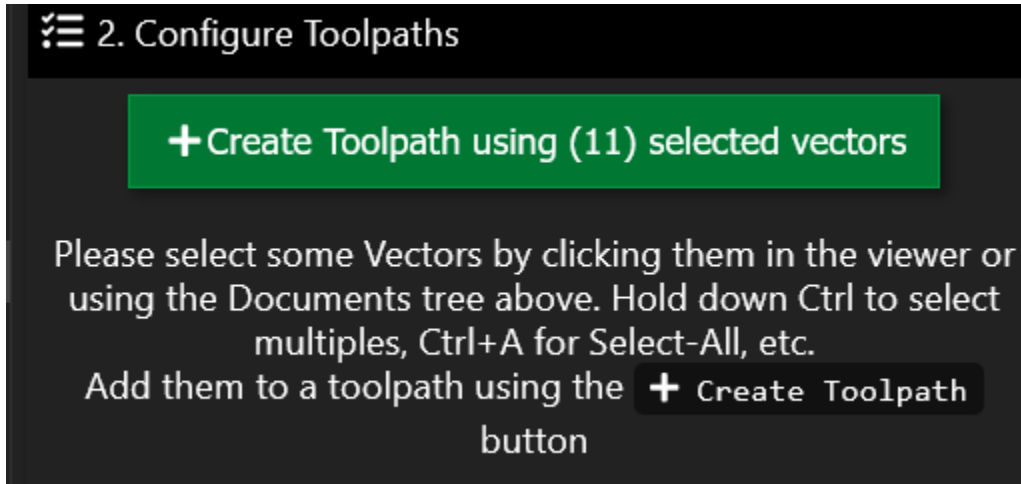 2. Configure Toolpaths
+Create Toolpath using (11) selected vectors
Please select some Vectors by clicking them in the viewer or
using the Documents tree above. Hold down Ctrl to select
multiples, Ctrl+A for Select-All, etc.
Add them to a toolpath using the + Create Toolpath
button